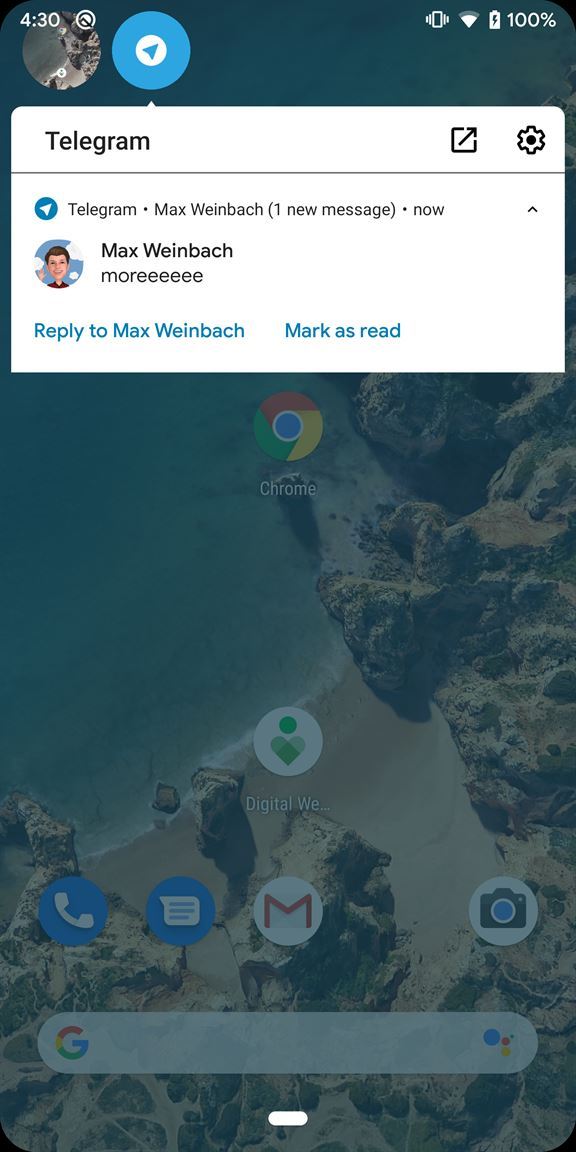 4:30
100%
Telegram
Telegram • Max Weinbach (1 new message) • now
Max Weinbach
moreeeeee
Reply to Max Weinbach Mark as read
Chrome
Digital We...